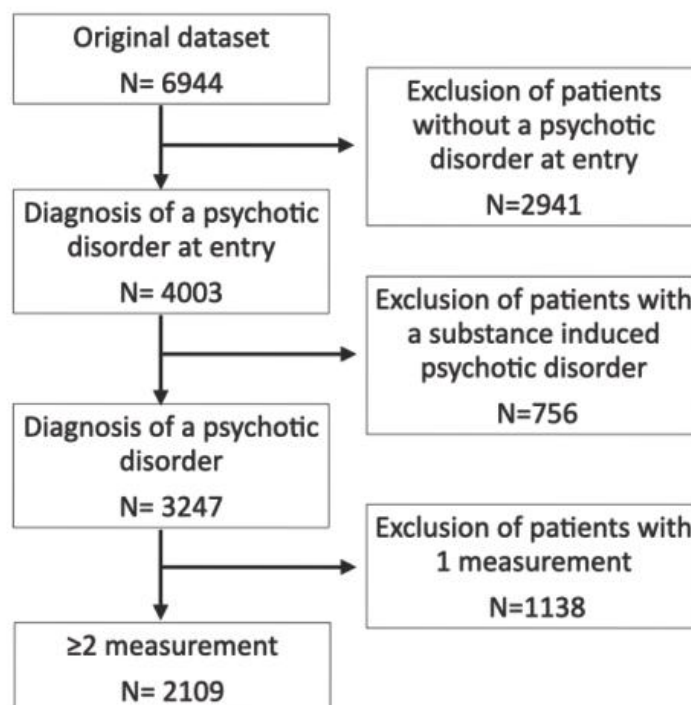 Original dataset
N= 6944
Exclusion of patients
without a psychotic
disorder at entry
N=2941
Diagnosis of a psychotic
disorder at entry
N= 4003
Exclusion of patients with
a substance induced
psychotic disorder
N=756
Diagnosis of a psychotic
disorder
N= 3247
Exclusion of patients with
1 measurement
N=1138
≥2 measurement
N= 2109